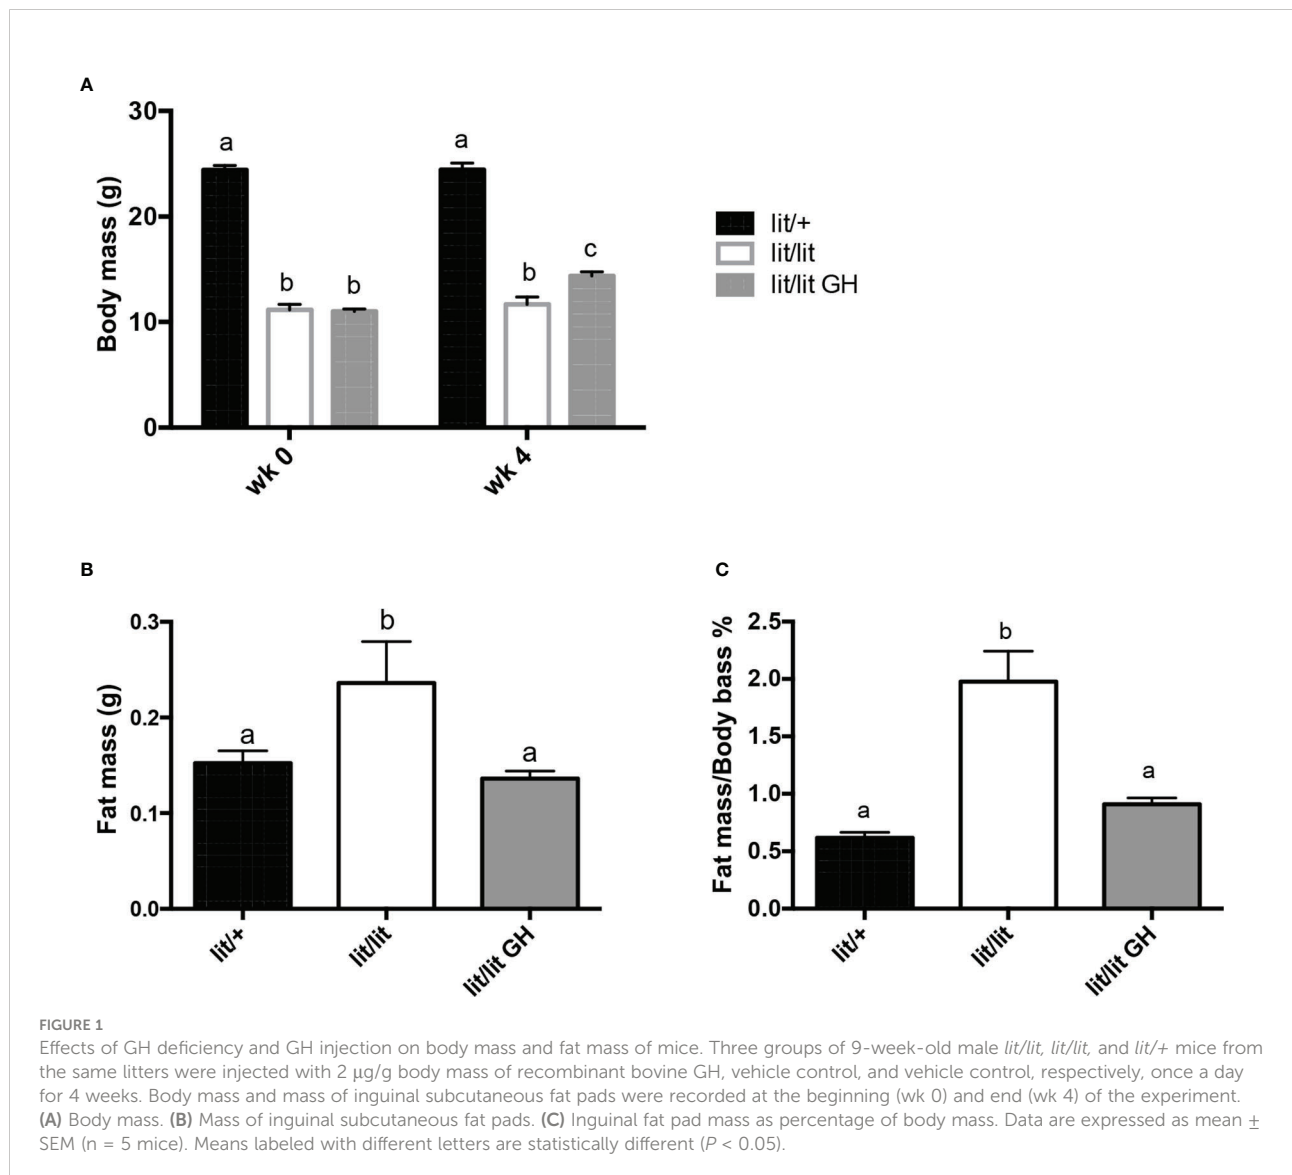 A
30
20
10
0
Body mass (g)
a
b
b
a
b
c
wk 0
wk 4
lit/+
lit/lit
lit/lit GH
B
0.3
0.2
0.1
0.0
Fat mass (g)
a
b
a
lit/+
lit/lit
lit/lit GH
C
2.5
2.0
1.5
1.0
0.5
0.0
Fat mass/Body bass %
a
b
a
lit/+
lit/lit
lit/lit GH
FIGURE 1
Effects of GH deficiency and GH injection on body mass and fat mass of mice. Three groups of 9-week-old male lit/lit, lit/lit, and lit/+ mice from
the same litters were injected with 2 μg/g body mass of recombinant bovine GH, vehicle control, and vehicle control, respectively, once a day
for 4 weeks. Body mass and mass of inguinal subcutaneous fat pads were recorded at the beginning (wk 0) and end (wk 4) of the experiment.
(A) Body mass. (B) Mass of inguinal subcutaneous fat pads. (C) Inguinal fat pad mass as percentage of body mass. Data are expressed as mean ±
SEM (n = 5 mice). Means labeled with different letters are statistically different (P < 0.05).